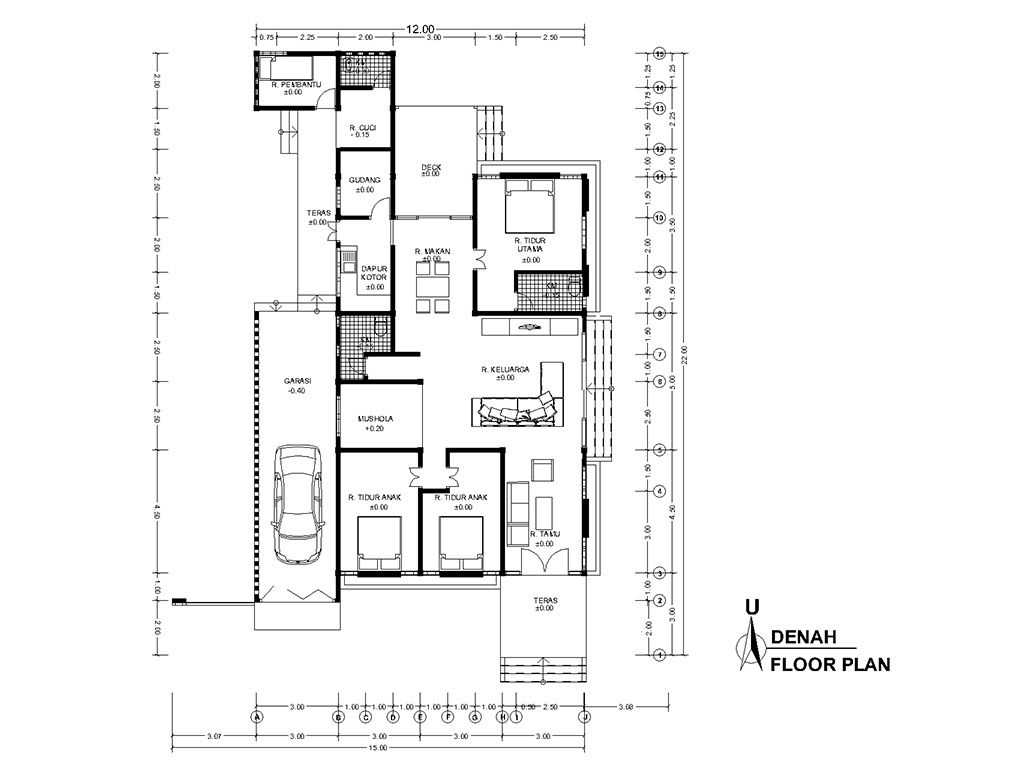 12.00
0.75 2.25 2.00 3.00 1.50 2.50
R. PEMBANTU
±0.00
KM
R. CUCI
- 0.15
DECK
±0.00
GUDANG
±0.00
TERAS
±0.00
R. MAKAN
±0.00
R. TIDUR
UTAMA
±0.00
DAPUR
KOTOR
±0.00
KM
-0.15
KM
R. KELUARGA
±0.00
GARASI
-0.40
MUSHOLA
+0.20
R. TIDUR ANAK
±0.00
R. TIDUR ANAK
±0.00
R. TAMU
±0.00
TERAS
±0.00
2.00
1.50
2.50
2.00
1.50
2.50
2.50
4.50
1.00
2.00
15
14
13
12
11
10
9
8
7
6
5
4
3
2
1
1.25
0.75
1.50
1.00
1.50
2.00
1.50
1.50
1.00
2.50
1.50
3.00
1.00
2.00
1.25
2.25
1.00
3.50
1.50
5.00
4.50
3.00
22.00
U
DENAH
FLOOR PLAN
3.00 1.00 1.00 1.00 1.00 1.00 1.00 0.50 2.50 3.08
A B C D E F G H I J
3.07 3.00 3.00 3.00 3.00
15.00